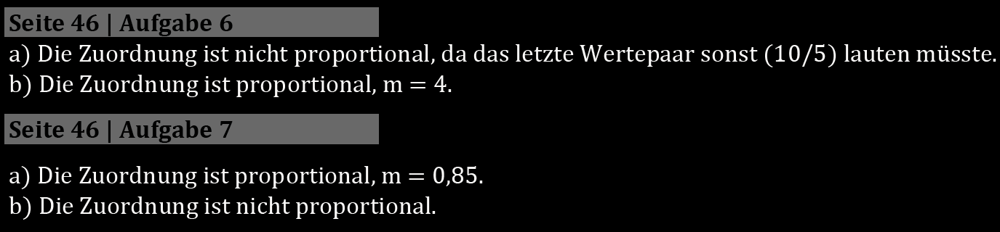 Seite 46 | Aufgabe 6
a) Die Zuordnung ist nicht proportional, da das letzte Wertepaar sonst (10/5) lauten müsste.
b) Die Zuordnung ist proportional, m = 4.
Seite 46 | Aufgabe 7
a) Die Zuordnung ist proportional, m = 0,85.
b) Die Zuordnung ist nicht proportional.